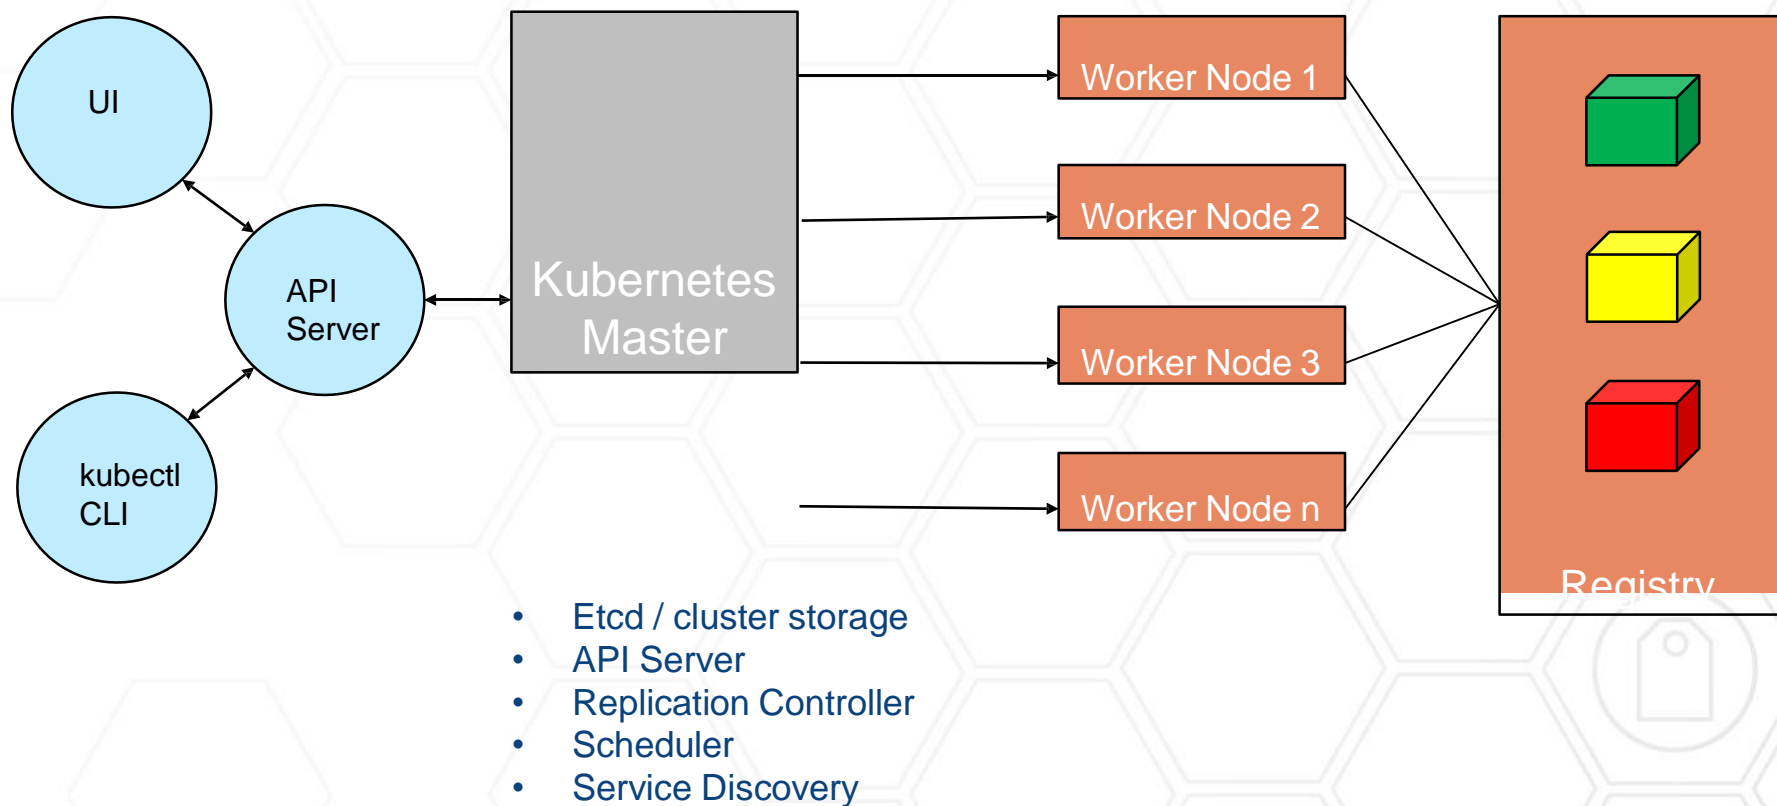 UI
API
Server
kubectl
CLI
Kubernetes
Master
Worker Node 1
Worker Node 2
Worker Node 3
Worker Node n
Registry
• Etcd / cluster storage
• API Server
• Replication Controller
• Scheduler
• Service Discovery